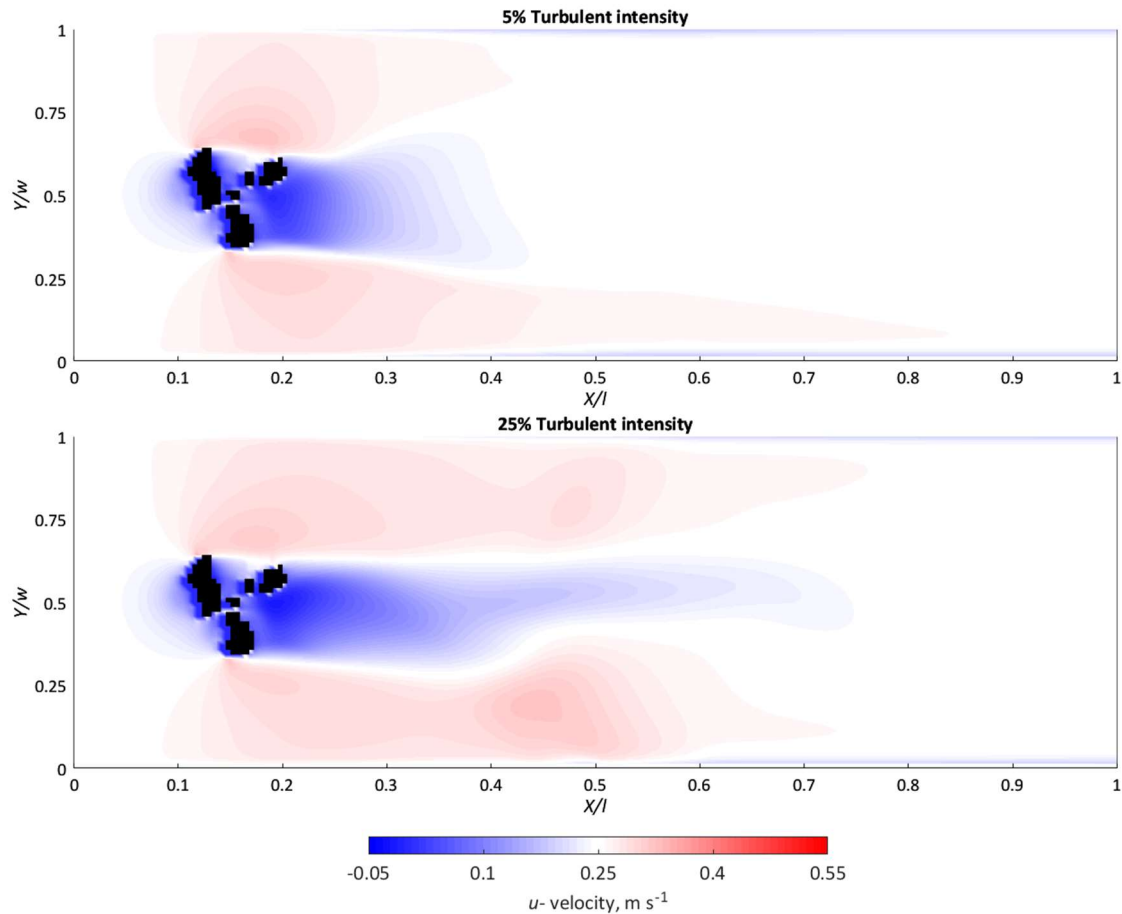 5% Turbulent intensity
1
0.75
0.5
0.25
0
Y/w
0 0.1 0.2 0.3 0.4 0.5 0.6 0.7 0.8 0.9 1
X/l
25% Turbulent intensity
1
0.75
0.5
0.25
0
Y/w
0 0.1 0.2 0.3 0.4 0.5 0.6 0.7 0.8 0.9 1
X/l
-0.05 0.1 0.25 0.4 0.55
u- velocity, m s⁻¹